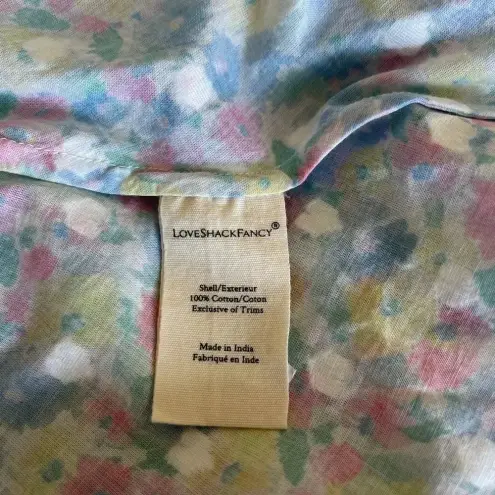 LOVESHACKFANCY®
Shell/Exterieur
100% Cotton/Coton
Exclusive of Trims
Made in India
Fabriqué en Inde